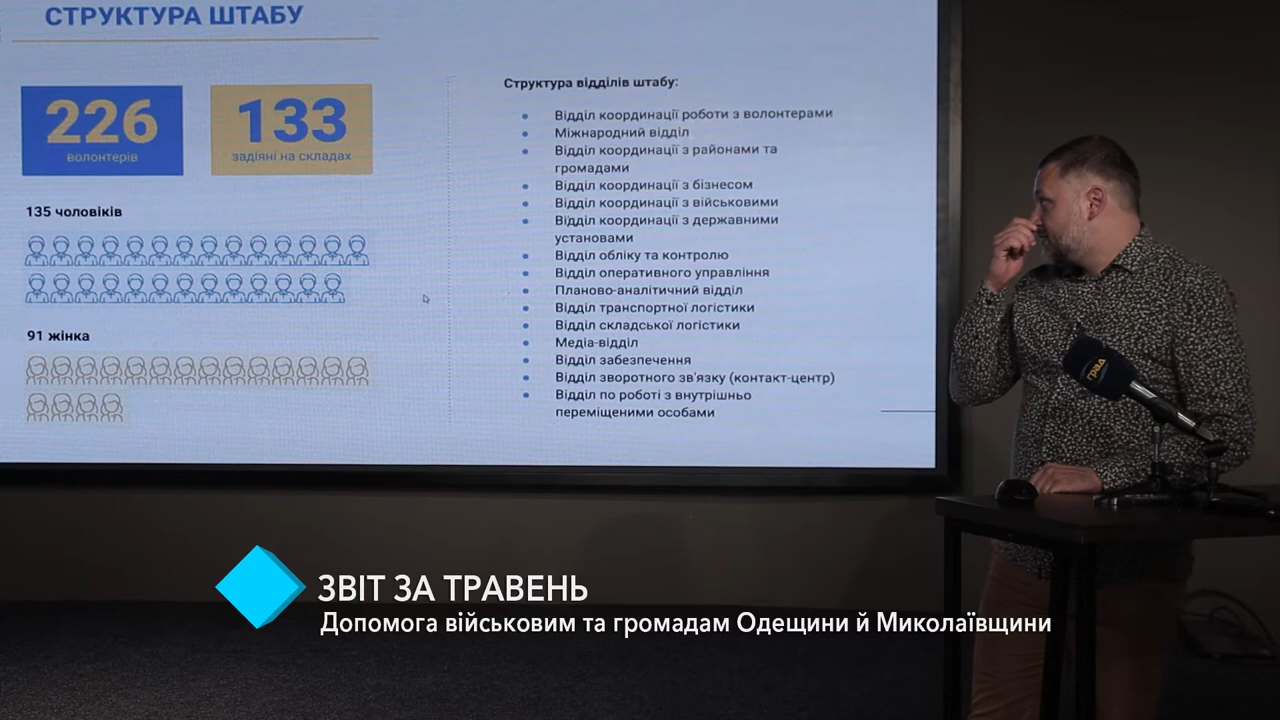 СТРУКТУРА ШТАБУ
226
волонтерів
133
задіяні на складах
135 чоловіків
91 жінка
Структура відділів штабу:
Відділ координації роботи з волонтерами
Міжнародний відділ
Відділ координації з районами та
громадами
Відділ координації з бізнесом
Відділ координації з військовими
Відділ координації з державними
установами
Відділ обліку та контролю
Відділ оперативного управління
Планово-аналітичний відділ
Відділ транспортної логістики
Відділ складської логістики
Медіа-відділ
Відділ забезпечення
Відділ зворотного зв'язку (контакт-центр)
Відділ по роботі з внутрішньо
переміщеними особами
град
ЗВІТ ЗА ТРАВЕНЬ
Допомога військовим та громадам Одещини й Миколаївщини